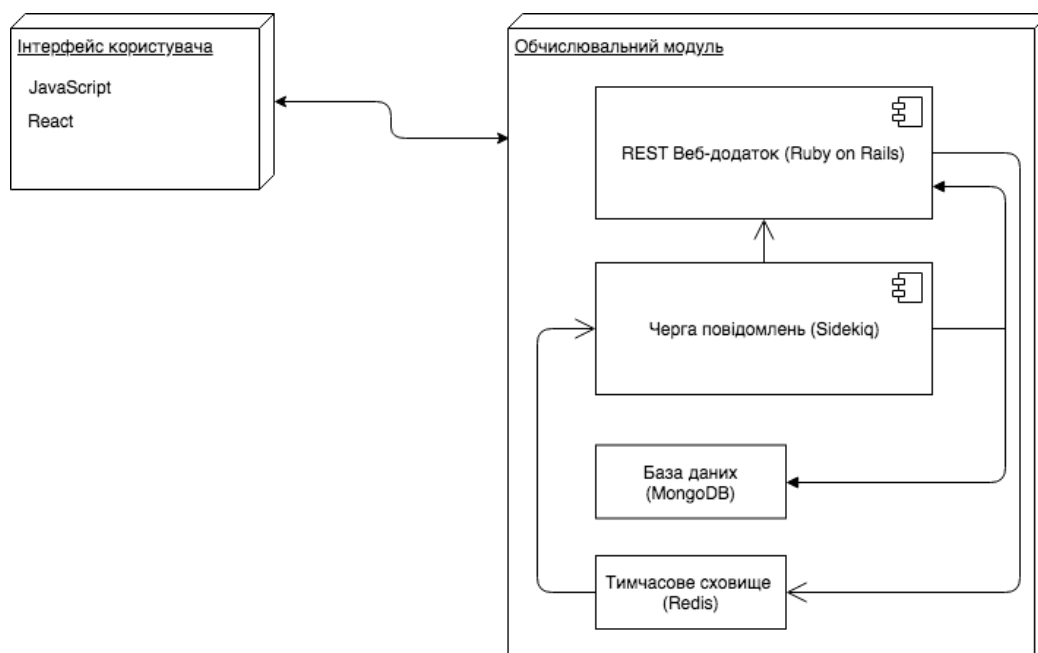 Інтерфейс користувача
JavaScript
React
Обчислювальний модуль
REST Веб-додаток (Ruby on Rails)
Черга повідомлень (Sidekiq)
База даних
(MongoDB)
Тимчасове сховище
(Redis)